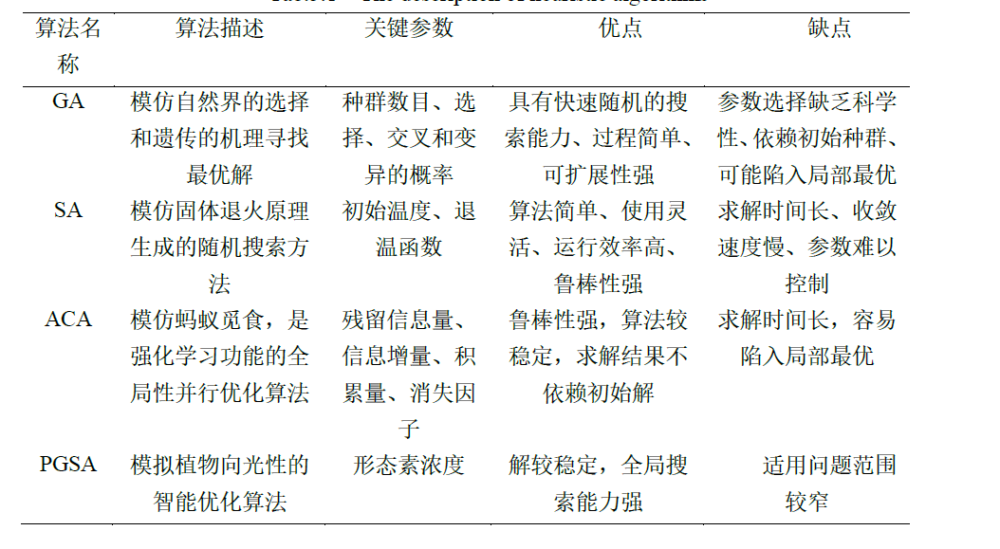 算法名称 算法描述 关键参数 优点 缺点
GA 模仿自然界的选择和遗传的机理寻找最优解 种群数目、选择、交叉和变异的概率 具有快速随机的搜索能力、过程简单、可扩展性强 参数选择缺乏科学性、依赖初始种群、可能陷入局部最优
SA 模仿固体退火原理生成的随机搜索方法 初始温度、退温函数 算法简单、使用灵活、运行效率高、鲁棒性强 求解时间长、收敛速度慢、参数难以控制
ACA 模仿蚂蚁觅食，是强化学习功能的全局性并行优化算法 残留信息量、信息增量、积累量、消失因子 鲁棒性强，算法较稳定，求解结果不依赖初始解 求解时间长，容易陷入局部最优
PGSA 模拟植物向光性的智能优化算法 形态素浓度 解较稳定，全局搜索能力强 适用问题范围较窄